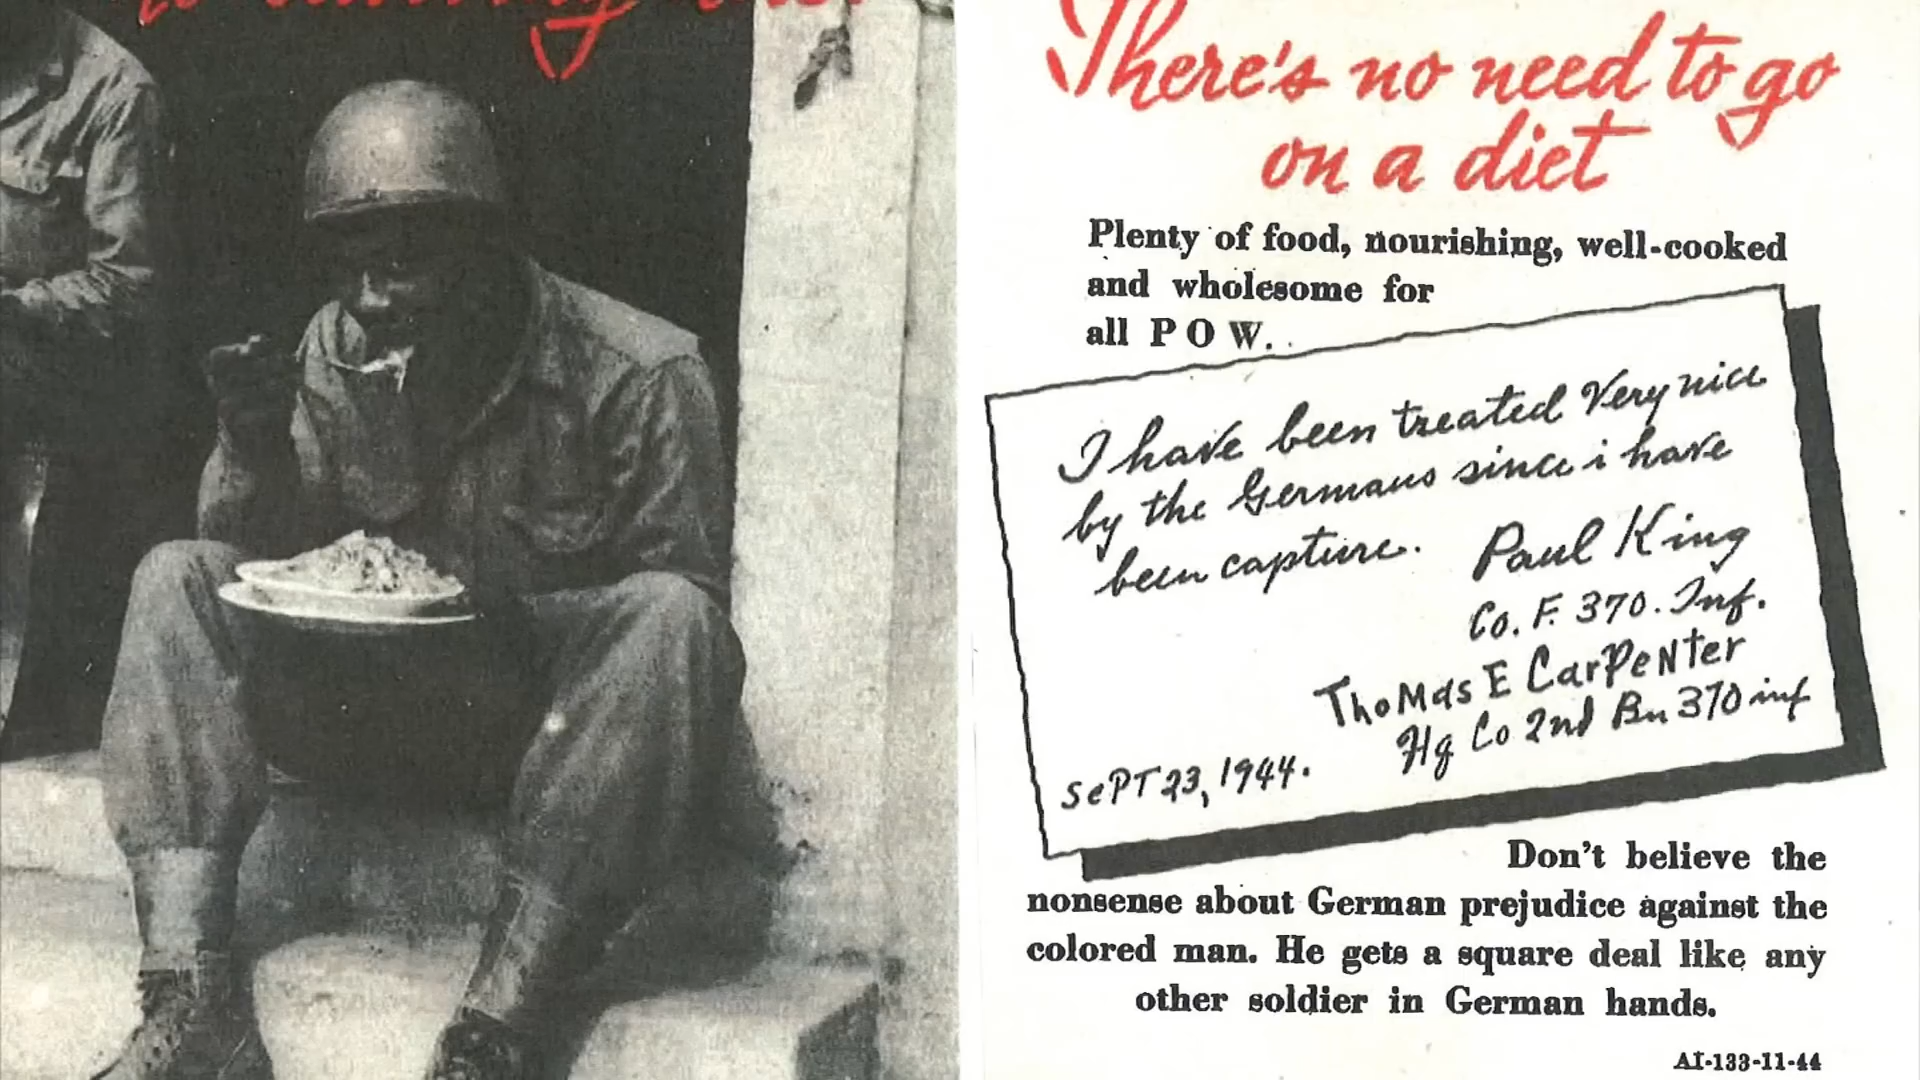 There's no need to go
on a diet
Plenty of food, nourishing, well-cooked
and wholesome for
all P O W.
I have been treated Very nice
by the Germans since i have
been capture.
Paul King
Co. F. 370. Inf.
ThoMas E CarPeNter
Hq Co 2nd Bn 370 inf
SePT 23, 1944.
Don't believe the
nonsense about German prejudice against the
colored man. He gets a square deal like any
other soldier in German hands.
AI-133-11-44